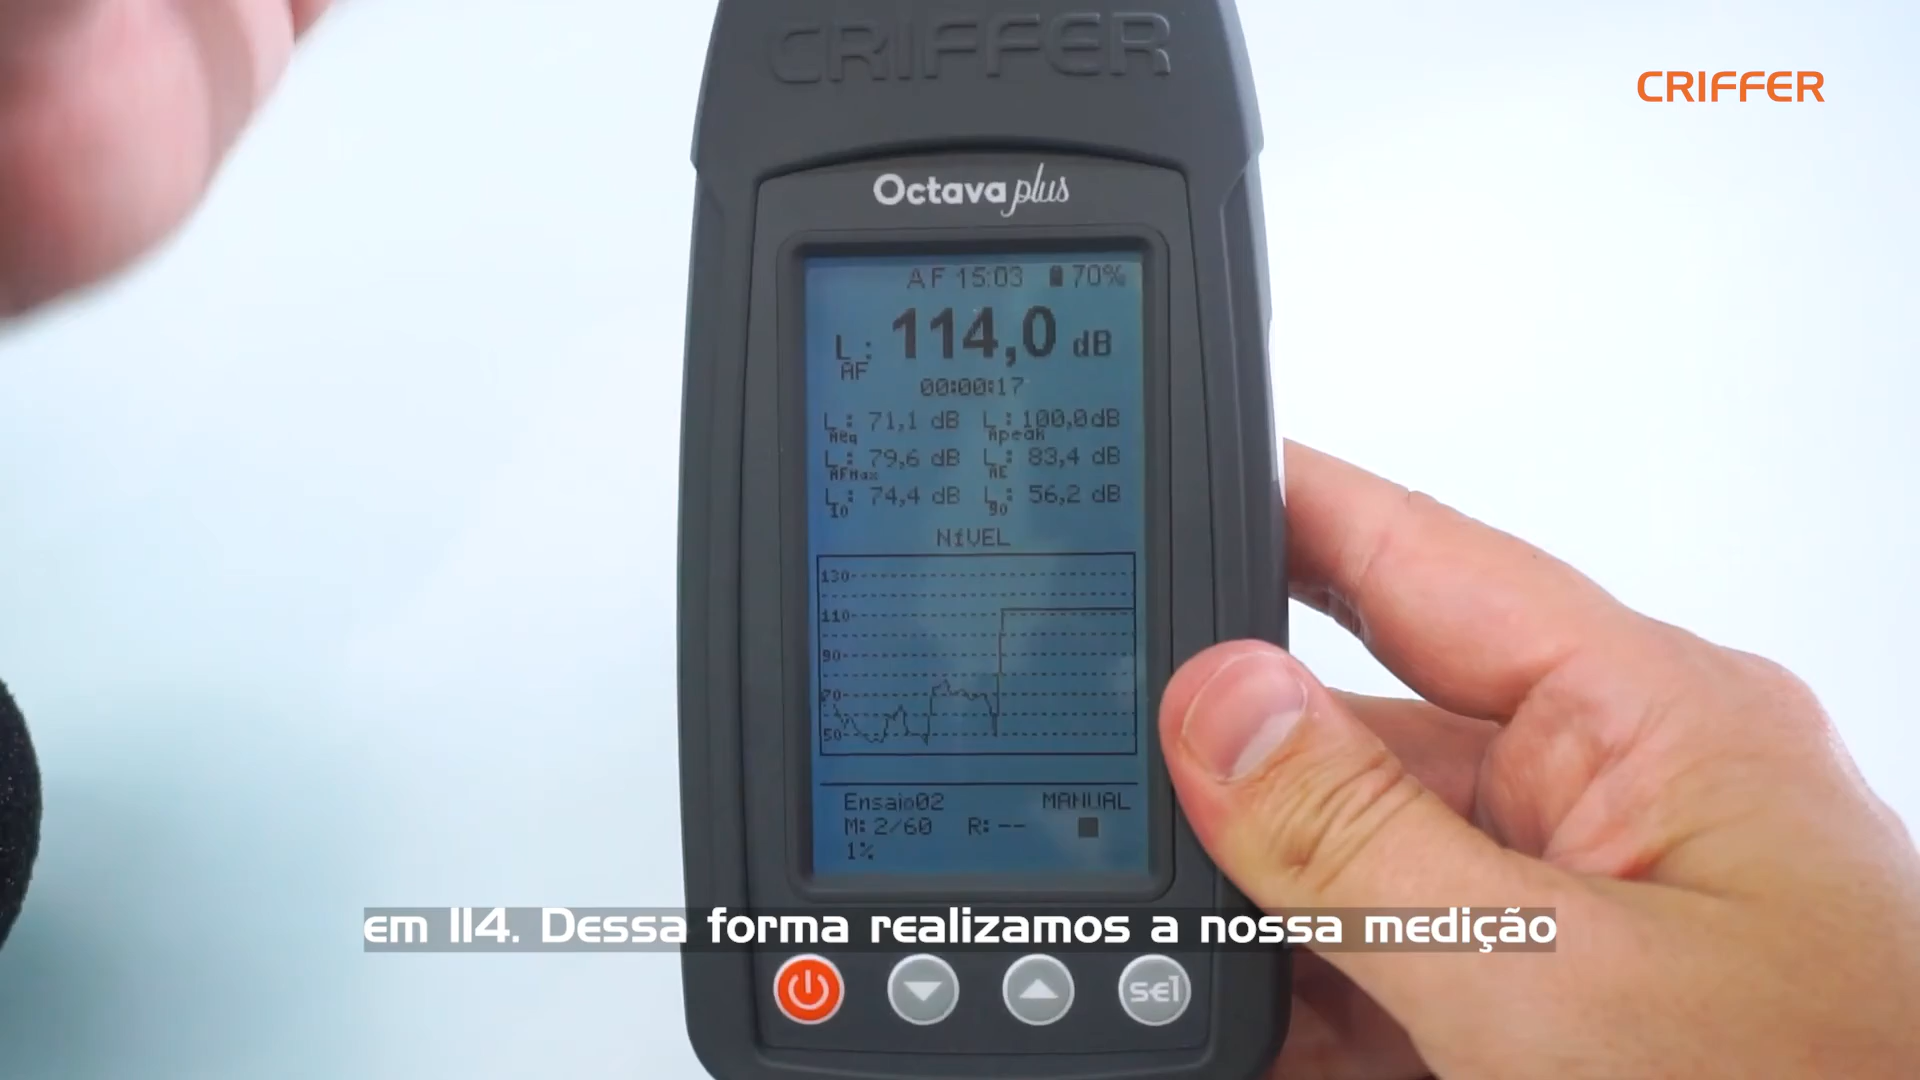 CRIFFER
CRIFFER
Octava plus
AF 15:03 70%
L AF: 114,0 dB
00:00:17
L Aeq: 71,1 dB L Apeak: 100,0dB
L AFMax: 79,6 dB L AE: 83,4 dB
L 10: 74,4 dB L 90: 56,2 dB
NíVEL
130
110
90
70
50
Ensaio02 MANUAL
M: 2/60 R: --
1%
em 114. Dessa forma realizamos a nossa medição
sel